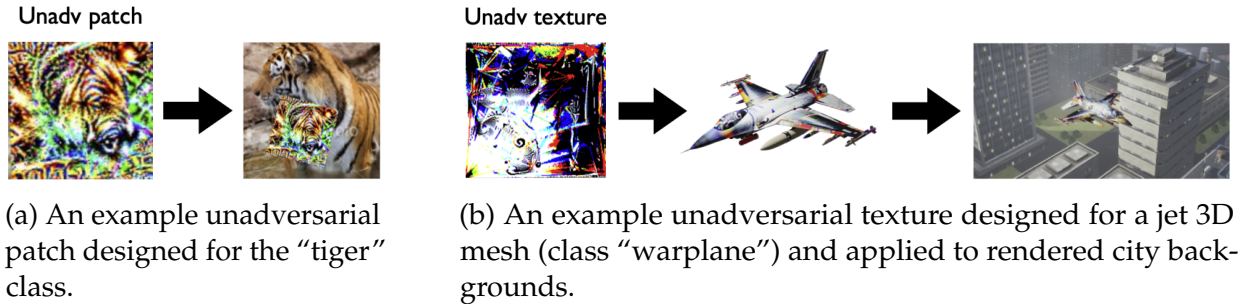 Unadv patch
Unadv texture
(a) An example unadversarial
patch designed for the “tiger”
class.
(b) An example unadversarial texture designed for a jet 3D
mesh (class “warplane”) and applied to rendered city back-
grounds.